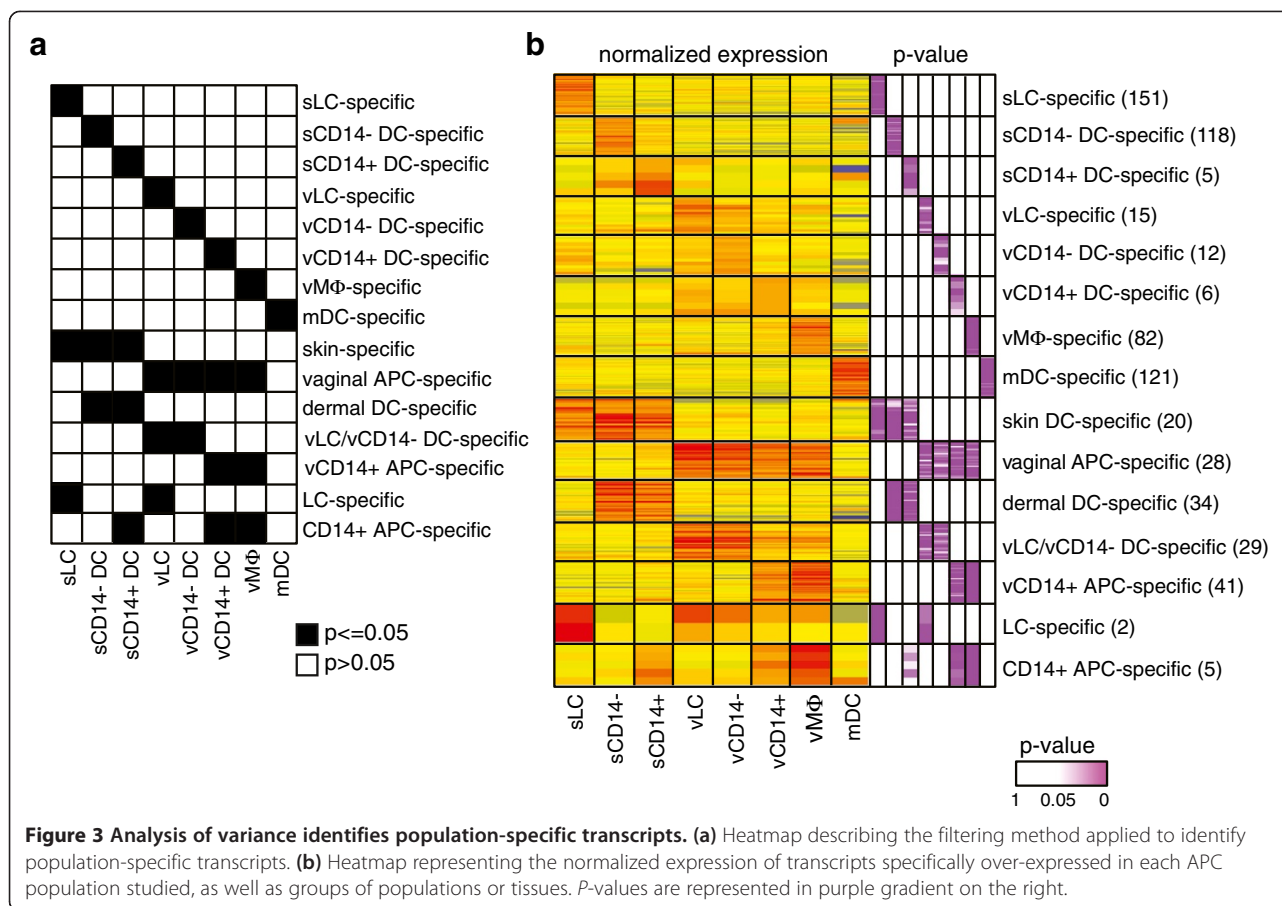 a
sLC-specific
sCD14- DC-specific
sCD14+ DC-specific
vLC-specific
vCD14- DC-specific
vCD14+ DC-specific
vMΦ-specific
mDC-specific
skin-specific
vaginal APC-specific
dermal DC-specific
vLC/vCD14- DC-specific
vCD14+ APC-specific
LC-specific
CD14+ APC-specific
sLC
sCD14- DC
sCD14+ DC
vLC
vCD14- DC
vCD14+ DC
vMΦ
mDC
p<=0.05
p>0.05
b
normalized expression
p-value
sLC-specific (151)
sCD14- DC-specific (118)
sCD14+ DC-specific (5)
vLC-specific (15)
vCD14- DC-specific (12)
vCD14+ DC-specific (6)
vMΦ-specific (82)
mDC-specific (121)
skin DC-specific (20)
vaginal APC-specific (28)
dermal DC-specific (34)
vLC/vCD14- DC-specific (29)
vCD14+ APC-specific (41)
LC-specific (2)
CD14+ APC-specific (5)
sLC
sCD14-
sCD14+
vLC
vCD14-
vCD14+
vMΦ
mDC
p-value
1 0.05 0
Figure 3 Analysis of variance identifies population-specific transcripts. (a) Heatmap describing the filtering method applied to identify
population-specific transcripts. (b) Heatmap representing the normalized expression of transcripts specifically over-expressed in each APC
population studied, as well as groups of populations or tissues. P-values are represented in purple gradient on the right.